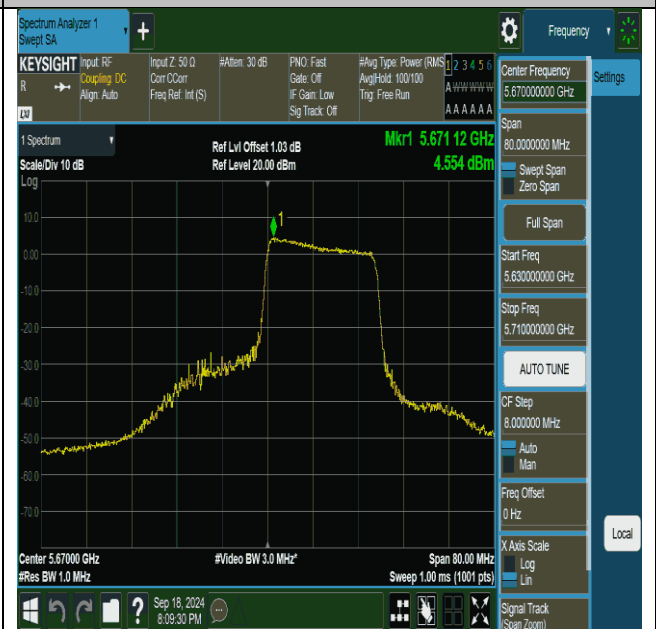 Spectrum Analyzer 1
Swept SA
+
Frequency
KEYSIGHT
R
LXI
Input: RF
Coupling: DC
Align: Auto
Input Z: 50 Ω
Corr CCorr
Freq Ref: Int (S)
#Atten: 30 dB
PNO: Fast
Gate: Off
IF Gain: Low
Sig Track: Off
#Avg Type: Power (RMS
Avg|Hold: 100/100
Trig: Free Run
1 2 3 4 5 6
A W W W W W
A A A A A A
Center Frequency
5.670000000 GHz
Settings
Span
80.0000000 MHz
Swept Span
Zero Span
Full Span
Start Freq
5.630000000 GHz
Stop Freq
5.710000000 GHz
AUTO TUNE
CF Step
8.000000 MHz
Auto
Man
Freq Offset
0 Hz
X Axis Scale
Log
Lin
Signal Track
(Span Zoom)
Local
1 Spectrum
Scale/Div 10 dB
Log
Ref Lvl Offset 1.03 dB
Ref Level 20.00 dBm
Mkr1 5.671 12 GHz
4.554 dBm
1
10.0
0.00
-10.0
-20.0
-30.0
-40.0
-50.0
-60.0
-70.0
Center 5.67000 GHz
#Res BW 1.0 MHz
#Video BW 3.0 MHz*
Span 80.00 MHz
Sweep 1.00 ms (1001 pts)
?
Sep 18, 2024
8:09:30 PM